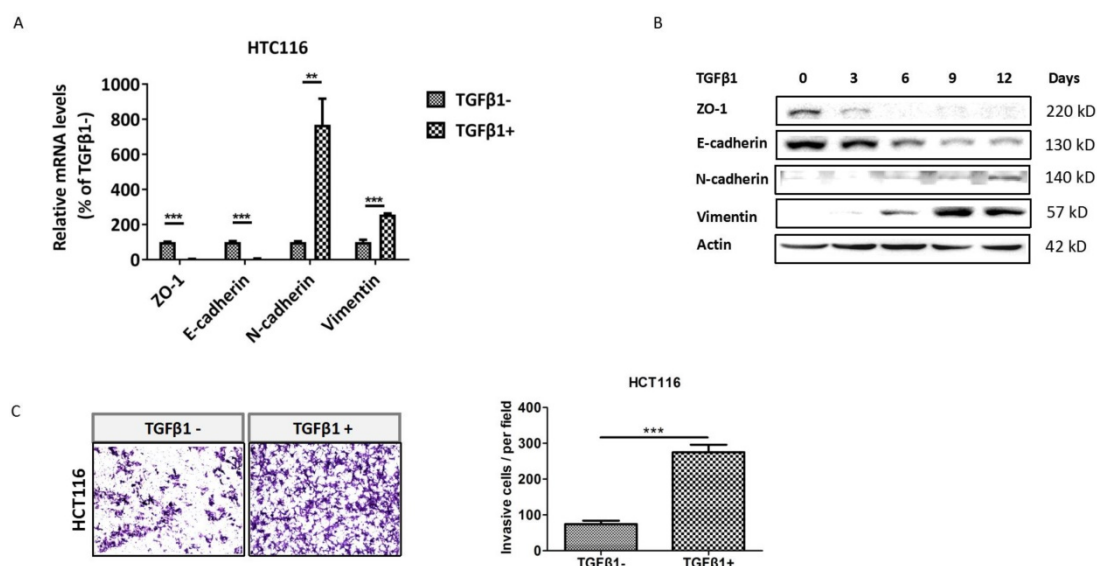 A
HTC116
Relative mRNA levels
(% of TGFβ1-)
1000
800
600
400
200
0
***
***
**
***
ZO-1
E-cadherin
N-cadherin
Vimentin
TGFβ1-
TGFβ1+
B
TGFβ1 0 3 6 9 12 Days
ZO-1 220 kD
E-cadherin 130 kD
N-cadherin 140 kD
Vimentin 57 kD
Actin 42 kD
C
TGFβ1 - TGFβ1 +
HCT116
HCT116
Invasive cells / per field
400
300
200
100
0
***
TGFβ1- TGFβ1+